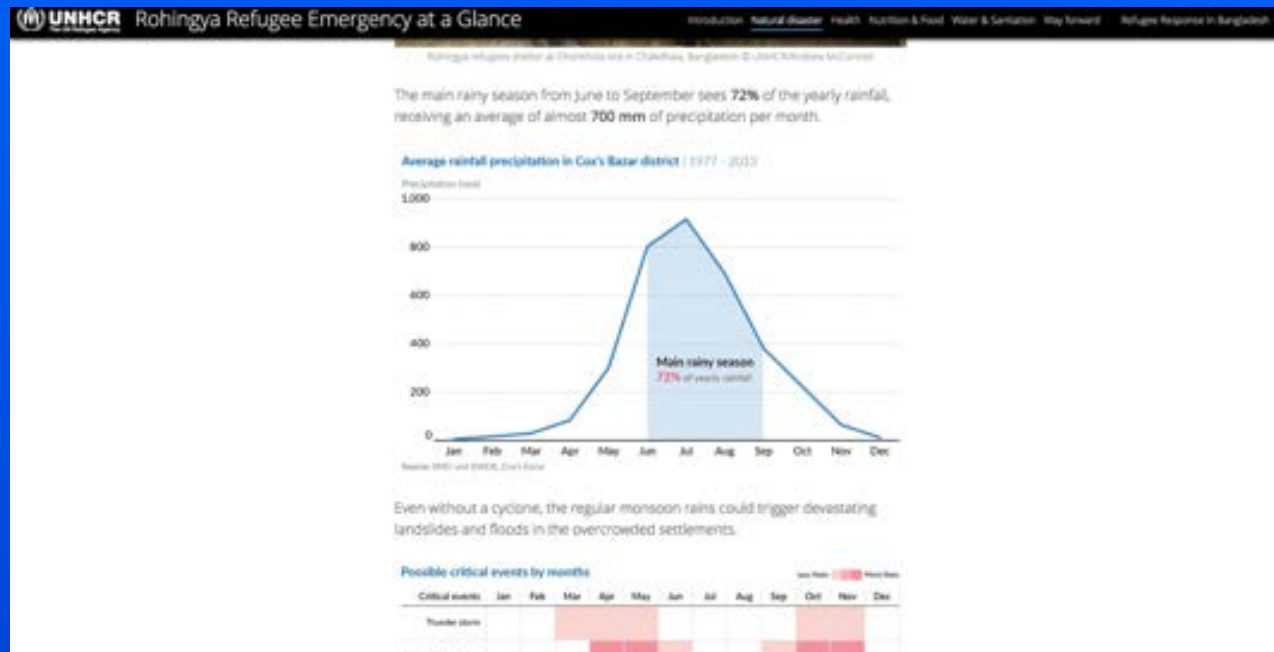 UNHCR Rohingya Refugee Emergency at a Glance
Introduction Natural disaster Health Nutrition & Food Water & Sanitation Way forward Refugee Response in Bangladesh
The main rainy season from June to September sees 72% of the yearly rainfall,
receiving an average of almost 700 mm of precipitation per month.
Average rainfall precipitation in Cox's Bazar district | 1977 - 2013
Precipitation (mm)
1,000
800
600
400
200
0
Main rainy season
72% of yearly rainfall
Jan Feb Mar Apr May Jun Jul Aug Sep Oct Nov Dec
Even without a cyclone, the regular monsoon rains could trigger devastating
landslides and floods in the overcrowded settlements.
Possible critical events by months
Critical events Jan Feb Mar Apr May Jun Jul Aug Sep Oct Nov Dec
Thunder storm